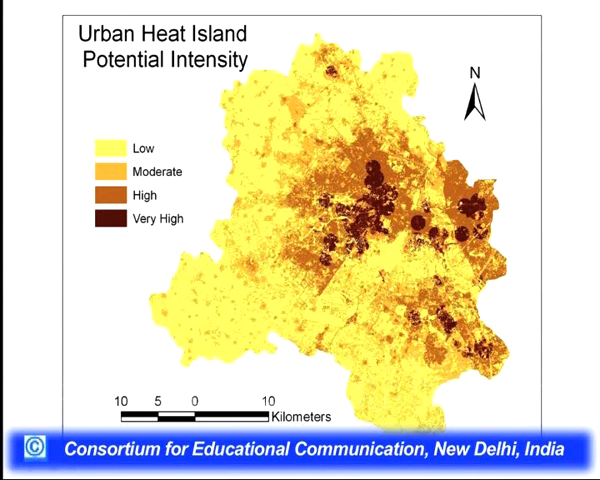 Urban Heat Island
Potential Intensity
N
Low
Moderate
High
Very High
10 5 0 10
Kilometers
© Consortium for Educational Communication, New Delhi, India